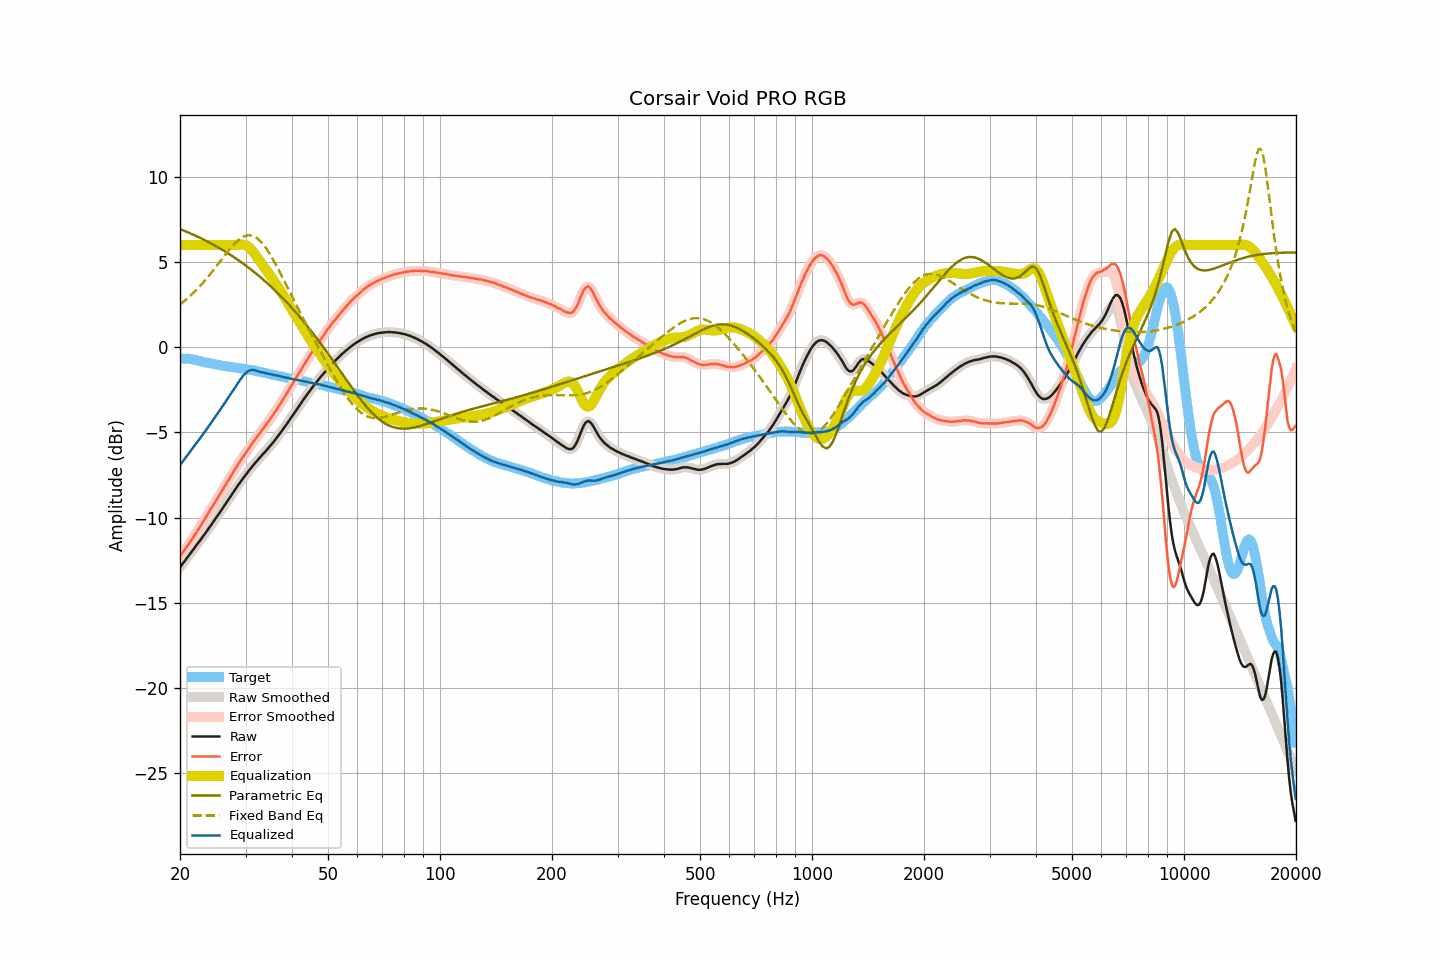 Corsair Void PRO RGB
Amplitude (dBr)
10
5
0
−5
−10
−15
−20
−25
Target
Raw Smoothed
Error Smoothed
Raw
Error
Equalization
Parametric Eq
Fixed Band Eq
Equalized
20 50 100 200 500 1000 2000 5000 10000 20000
Frequency (Hz)